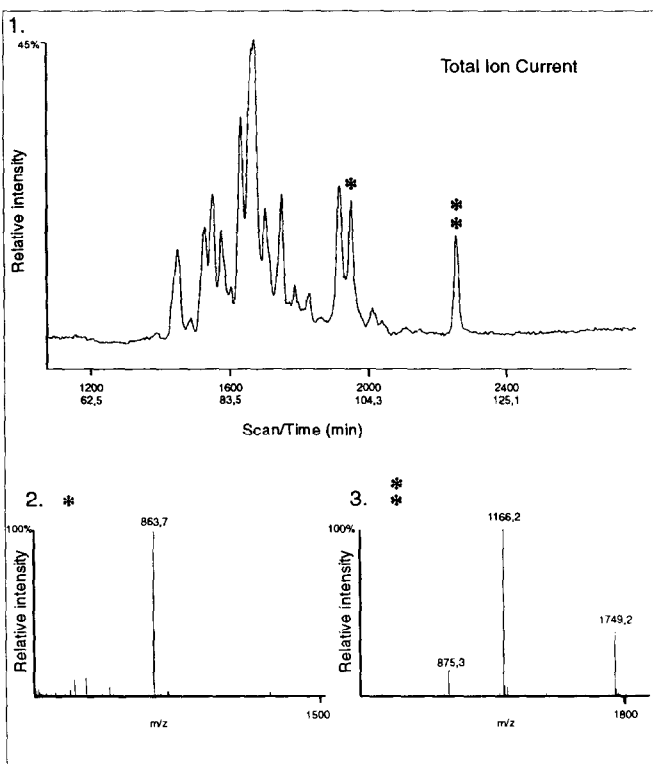 1.
45%
Total Ion Current
Relative intensity
1200 1600 2000 2400
62,5 83,5 104,3 125,1
Scan/Time (min)
*
*
*
2. *
100%
863,7
Relative intensity
1500
m/z
3. *
*
100%
1166,2
1749,2
875,3
Relative intensity
1800
m/z